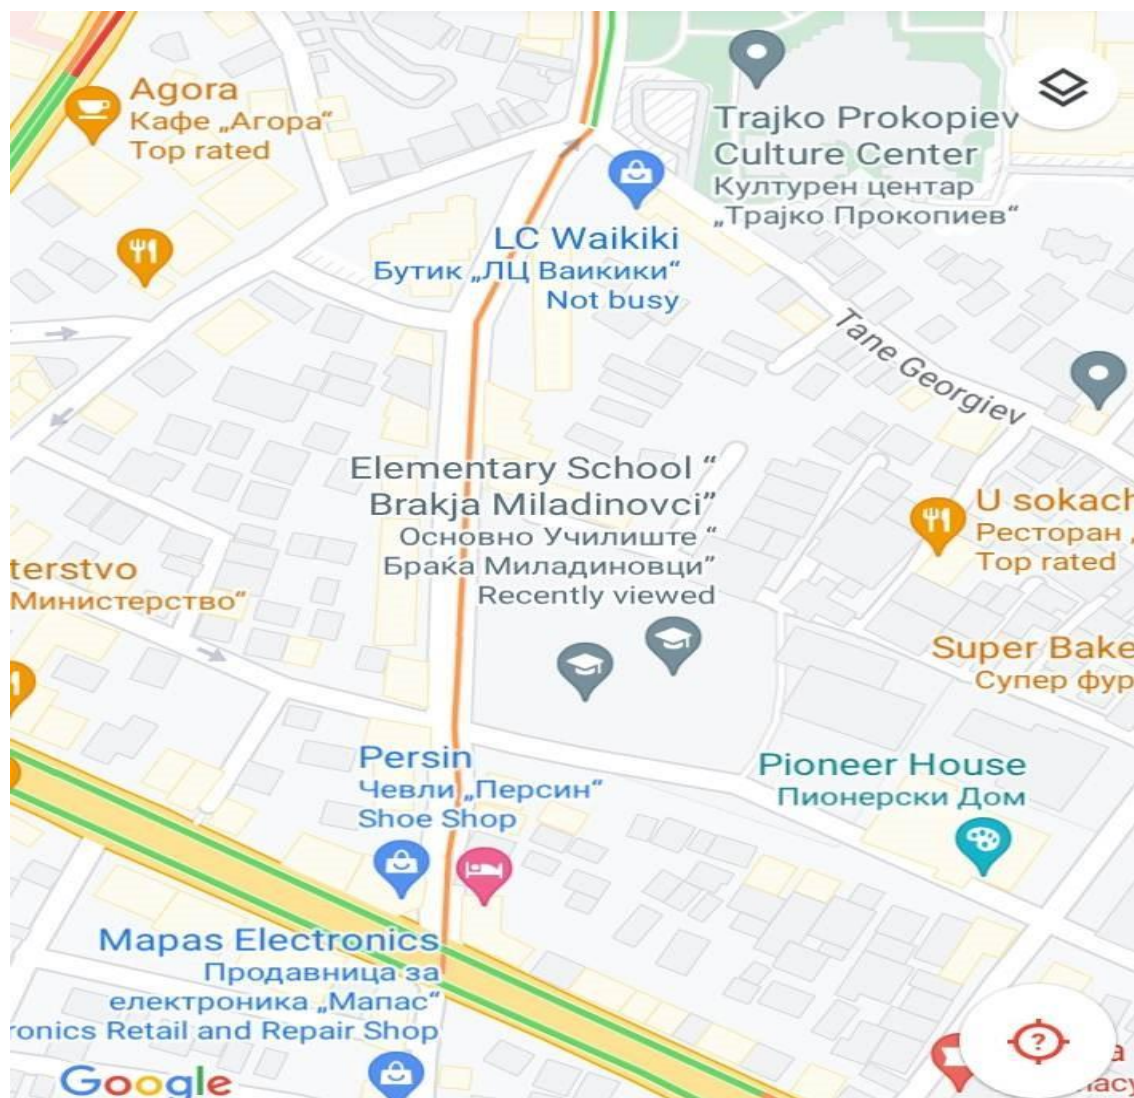 Agora
Кафе „Агора“
Top rated
Trajko Prokopiev
Culture Center
Културен центар
„Трајко Прокопиев“
LC Waikiki
Бутик „ЛЦ Ваикики“
Not busy
Tane Georgiev
Elementary School “
Brakja Miladinovci”
Основно Училиште “
Браќа Миладиновци”
Recently viewed
U sokach
Ресторан „
Top rated
terstvo
Министерство“
Super Bake
Супер фур
Persin
Чевли „Персин“
Shoe Shop
Pioneer House
Пионерски Дом
Mapas Electronics
Продавница за
електроника „Мапас“
ronics Retail and Repair Shop
?
Google